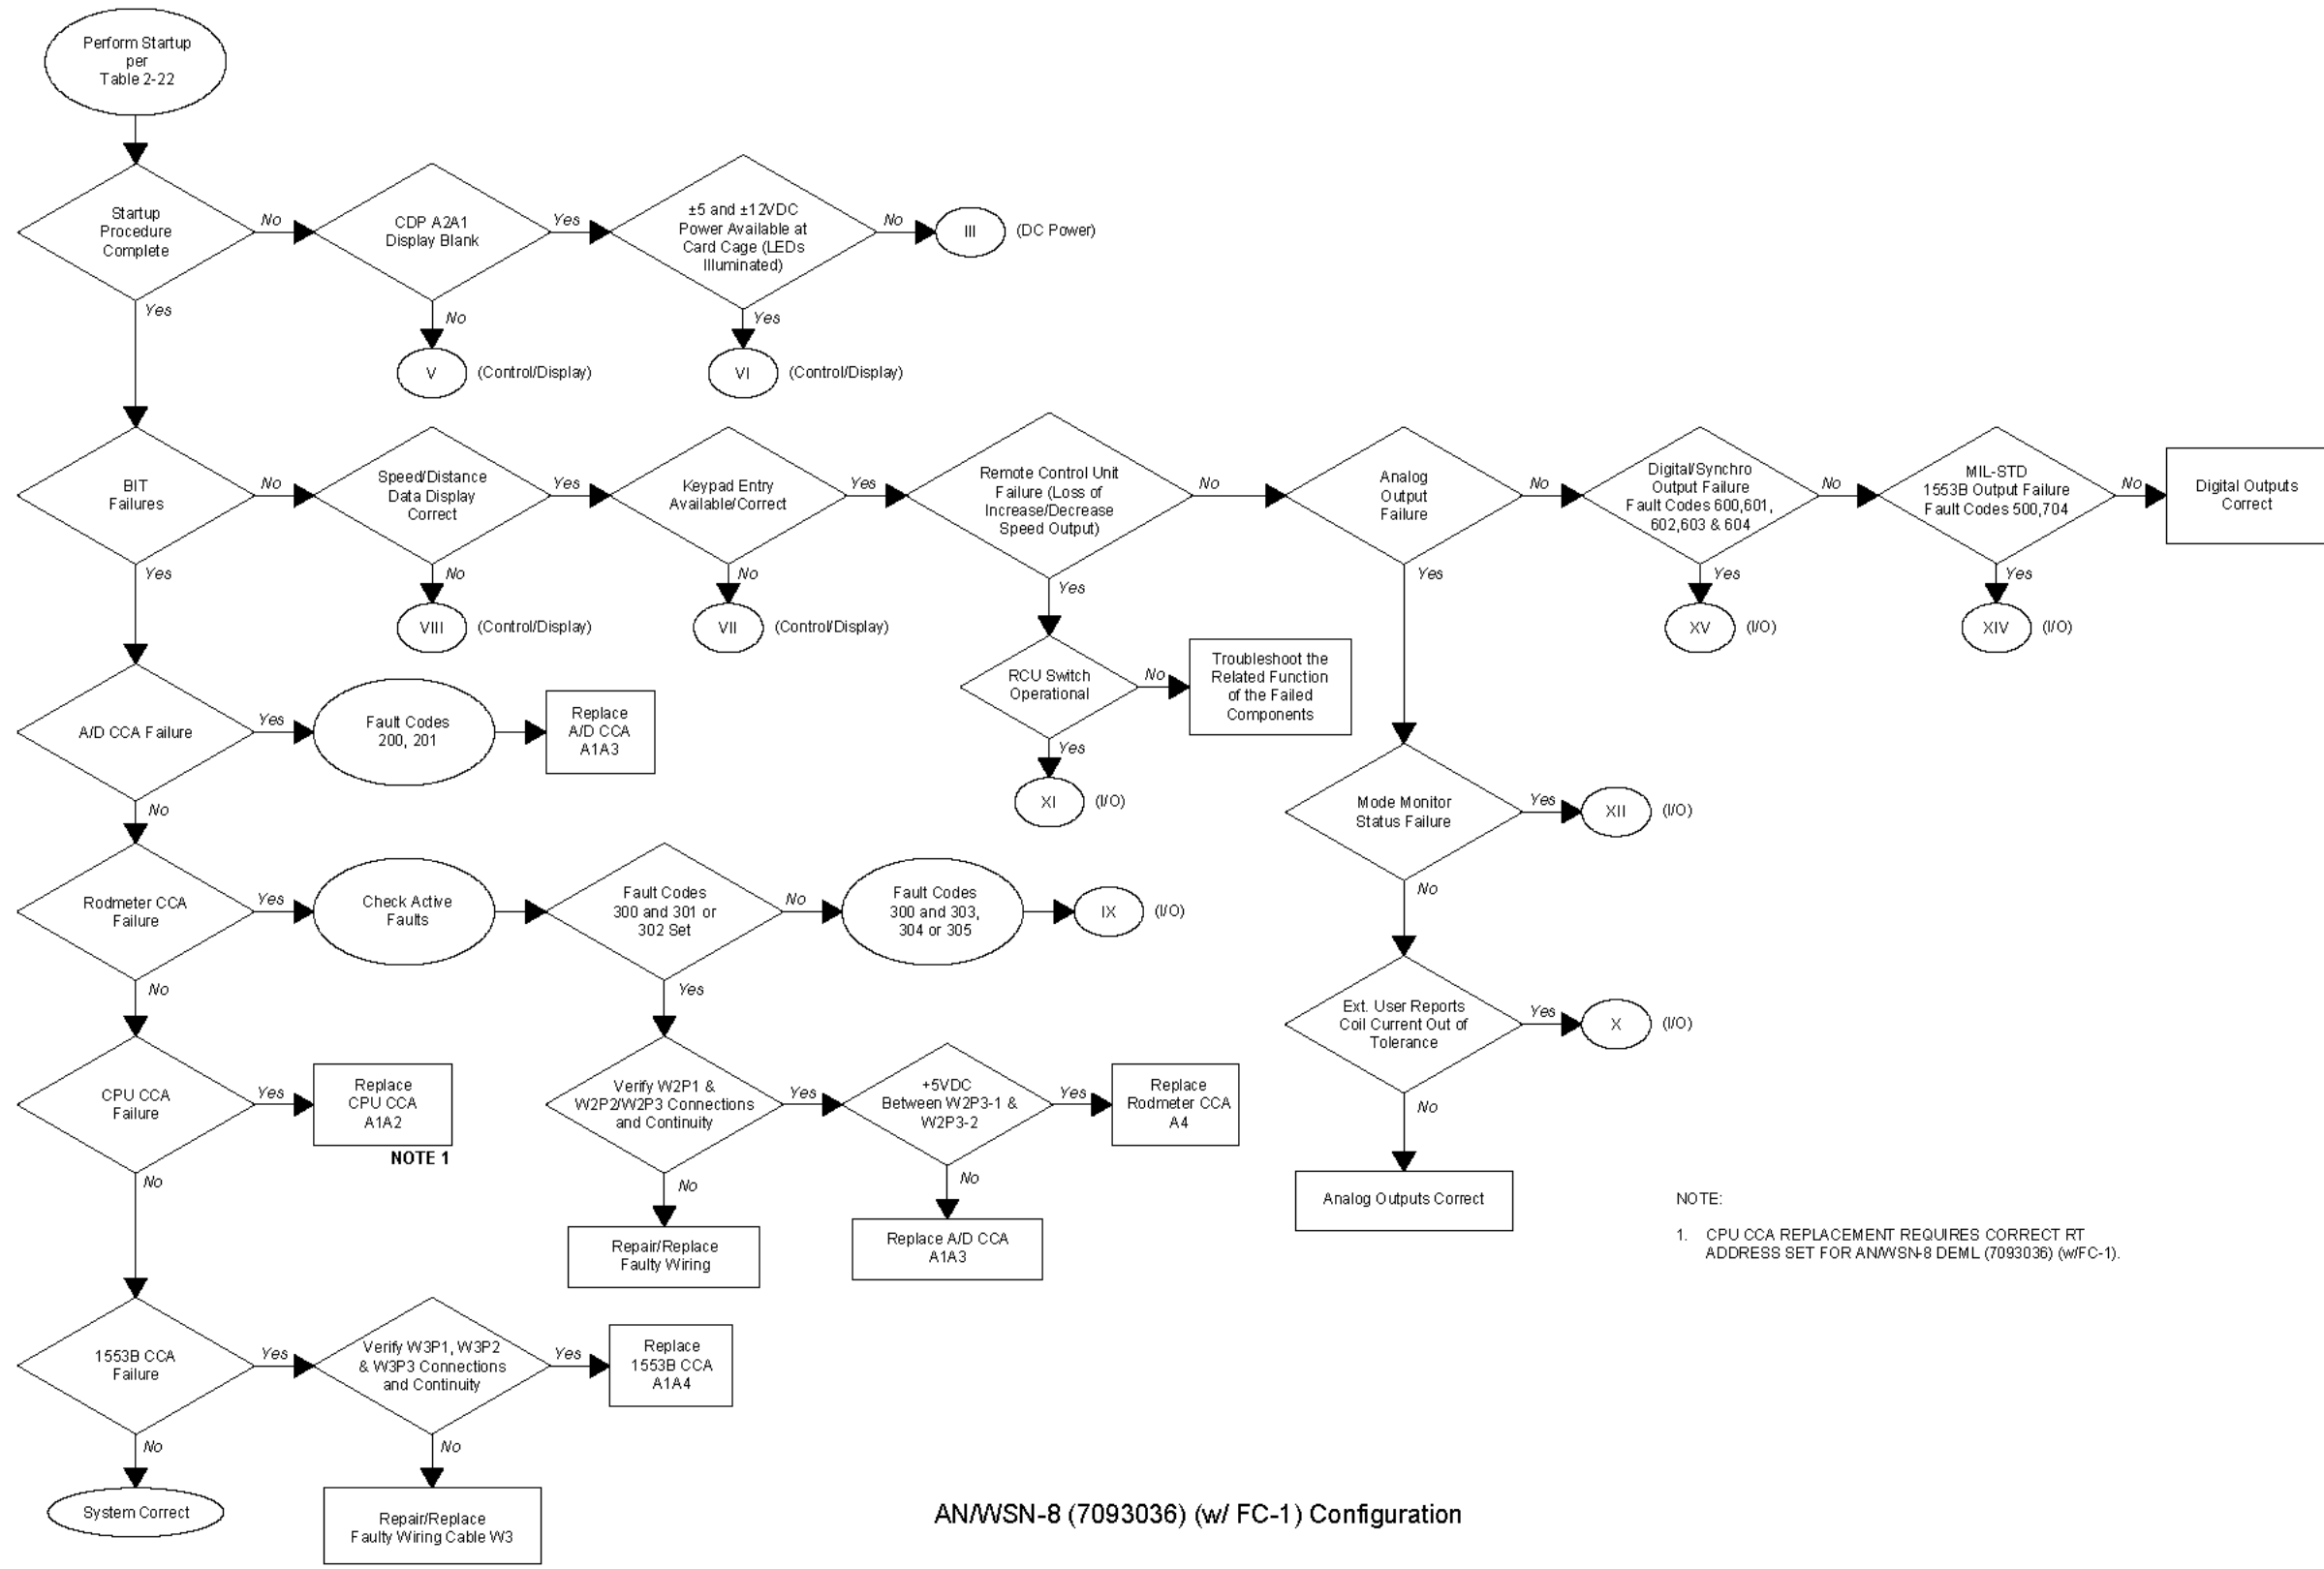 Perform Startup
per
Table 2-22
Startup
Procedure
Complete
No
CDP A2A1
Display Blank
Yes
±5 and ±12VDC
Power Available at
Card Cage (LEDs
Illuminated)
No
III
(DC Power)
Yes
No
Yes
V
(Control/Display)
VI
(Control/Display)
BIT
Failures
No
Speed/Distance
Data Display
Correct
Yes
Keypad Entry
Available/Correct
Yes
Remote Control Unit
Failure (Loss of
Increase/Decrease
Speed Output)
No
Analog
Output
Failure
No
Digital/Synchro
Output Failure
Fault Codes 600,601,
602,603 & 604
No
MIL-STD
1553B Output Failure
Fault Codes 500,704
No
Digital Outputs
Correct
Yes
No
No
Yes
Yes
Yes
Yes
VIII
(Control/Display)
VII
(Control/Display)
XV
(I/O)
XIV
(I/O)
RCU Switch
Operational
No
Troubleshoot the
Related Function
of the Failed
Components
Yes
XI
(I/O)
A/D CCA Failure
Yes
Fault Codes
200, 201
Replace
A/D CCA
A1A3
No
Mode Monitor
Status Failure
Yes
XII
(I/O)
No
Rodmeter CCA
Failure
Yes
Check Active
Faults
Fault Codes
300 and 301 or
302 Set
No
Fault Codes
300 and 303,
304 or 305
IX
(I/O)
No
Yes
Ext. User Reports
Coil Current Out of
Tolerance
Yes
X
(I/O)
No
Analog Outputs Correct
CPU CCA
Failure
Yes
Replace
CPU CCA
A1A2
NOTE 1
Verify W2P1 &
W2P2/W2P3 Connections
and Continuity
Yes
+5VDC
Between W2P3-1 &
W2P3-2
Yes
Replace
Rodmeter CCA
A4
No
No
No
Repair/Replace
Faulty Wiring
Replace A/D CCA
A1A3
NOTE:
1. CPU CCA REPLACEMENT REQUIRES CORRECT RT
ADDRESS SET FOR AN/WSN-8 DEML (7093036) (w/FC-1).
1553B CCA
Failure
Yes
Verify W3P1, W3P2
& W3P3 Connections
and Continuity
Yes
Replace
1553B CCA
A1A4
No
No
System Correct
Repair/Replace
Faulty Wiring Cable W3
AN/WSN-8 (7093036) (w/ FC-1) Configuration